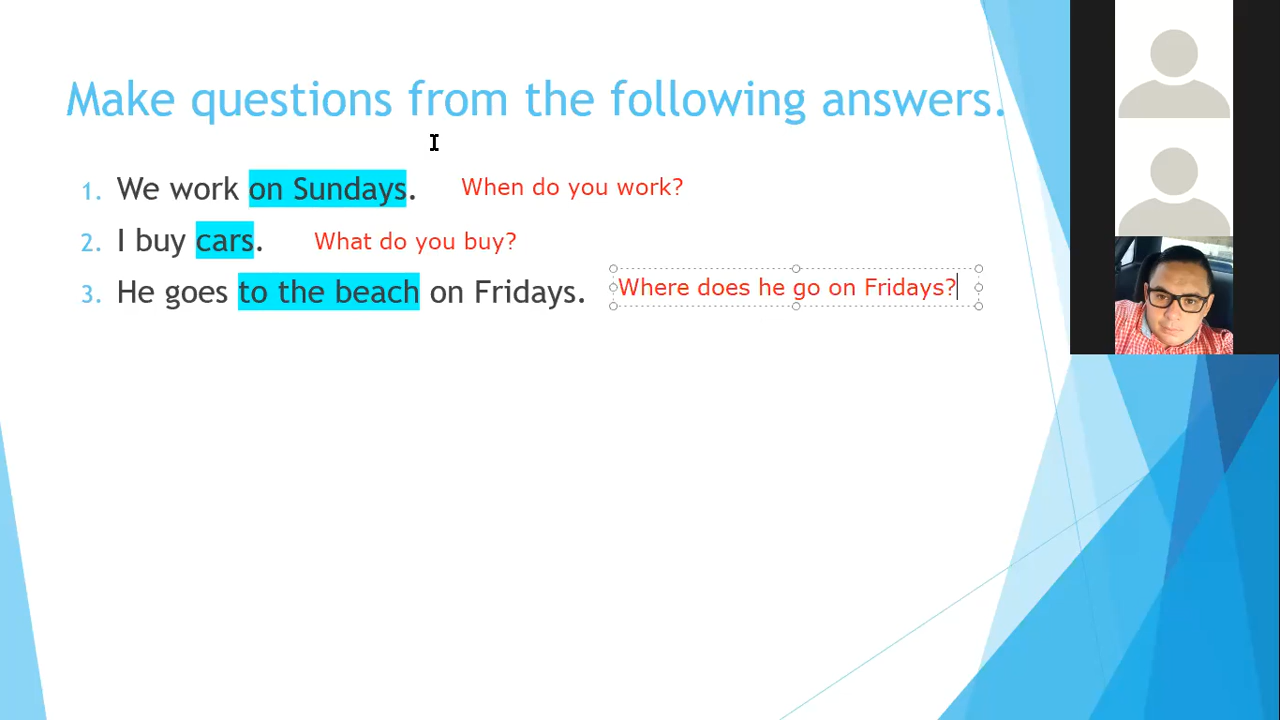 Make questions from the following answers.
1. We work on Sundays. When do you work?
2. I buy cars. What do you buy?
3. He goes to the beach on Fridays. Where does he go on Fridays?